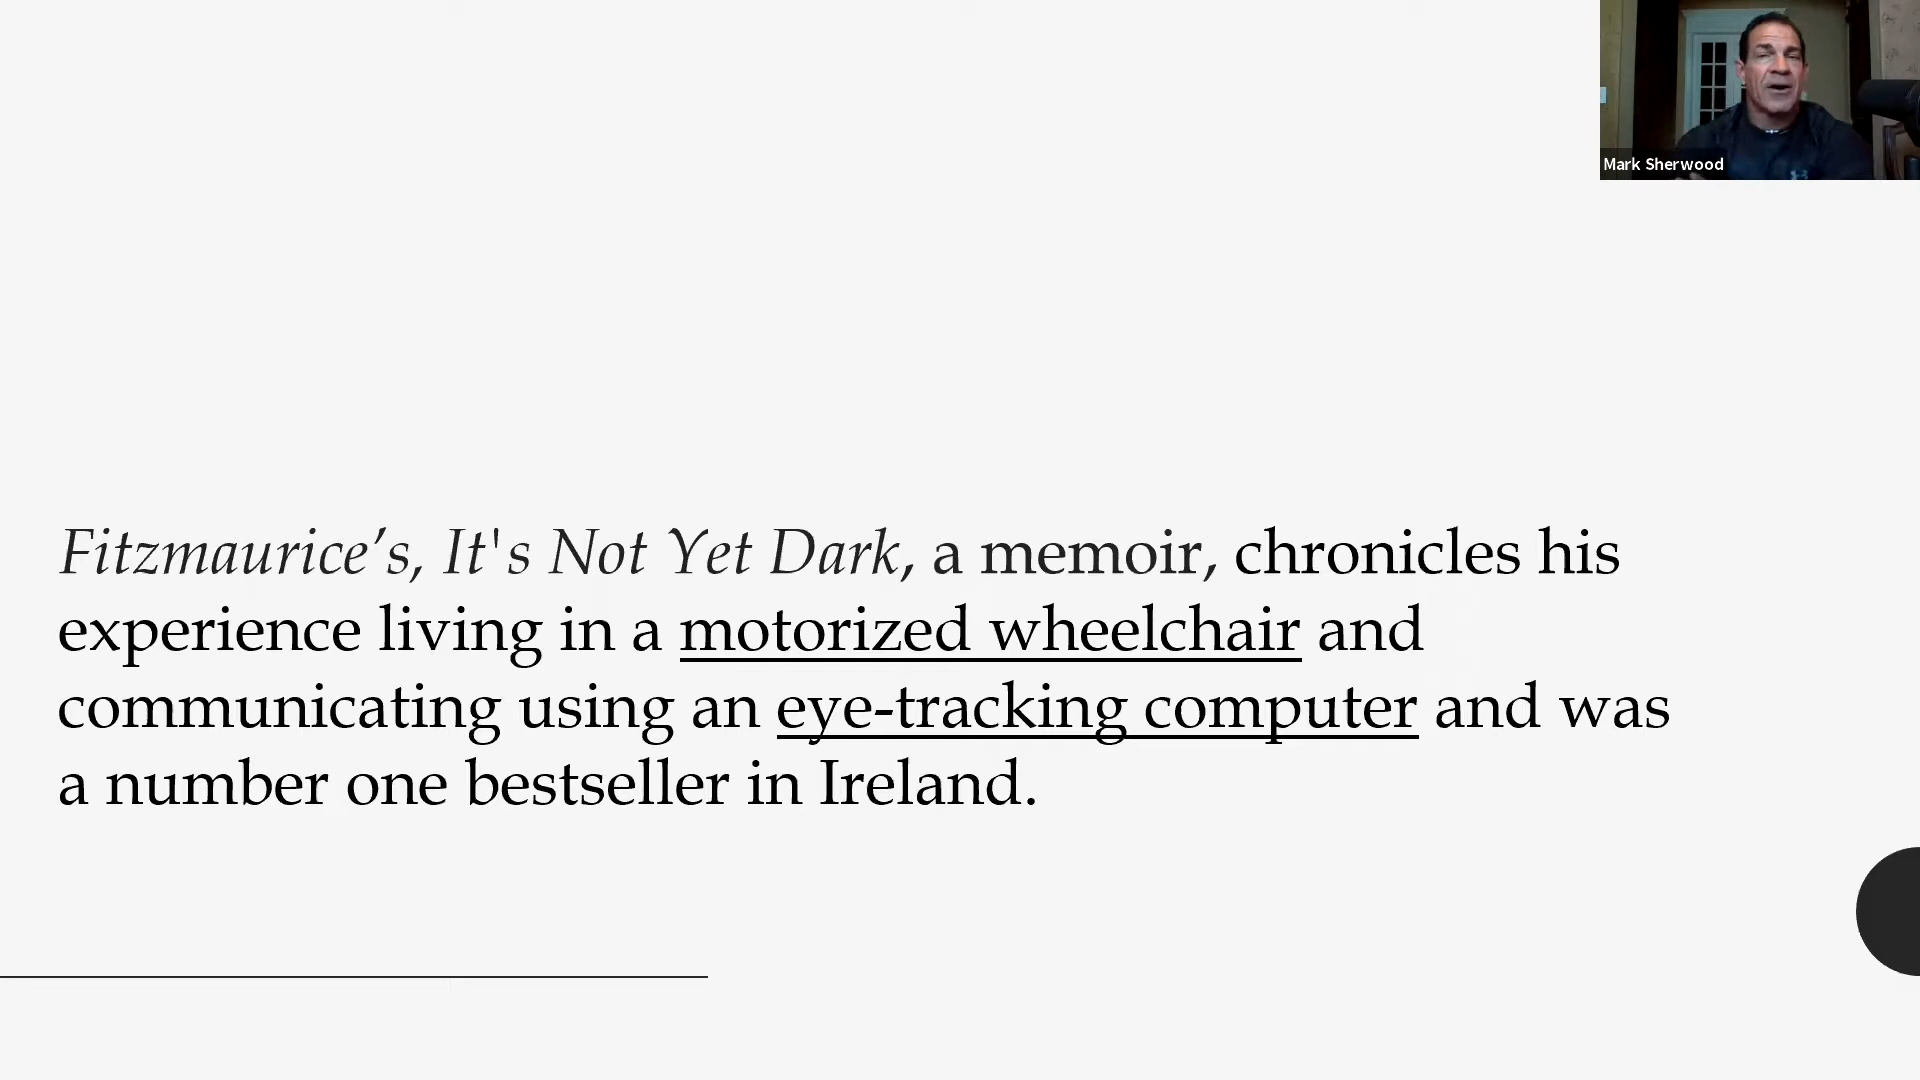 Mark Sherwood
Fitzmaurice’s, It's Not Yet Dark, a memoir, chronicles his
experience living in a motorized wheelchair and
communicating using an eye-tracking computer and was
a number one bestseller in Ireland.